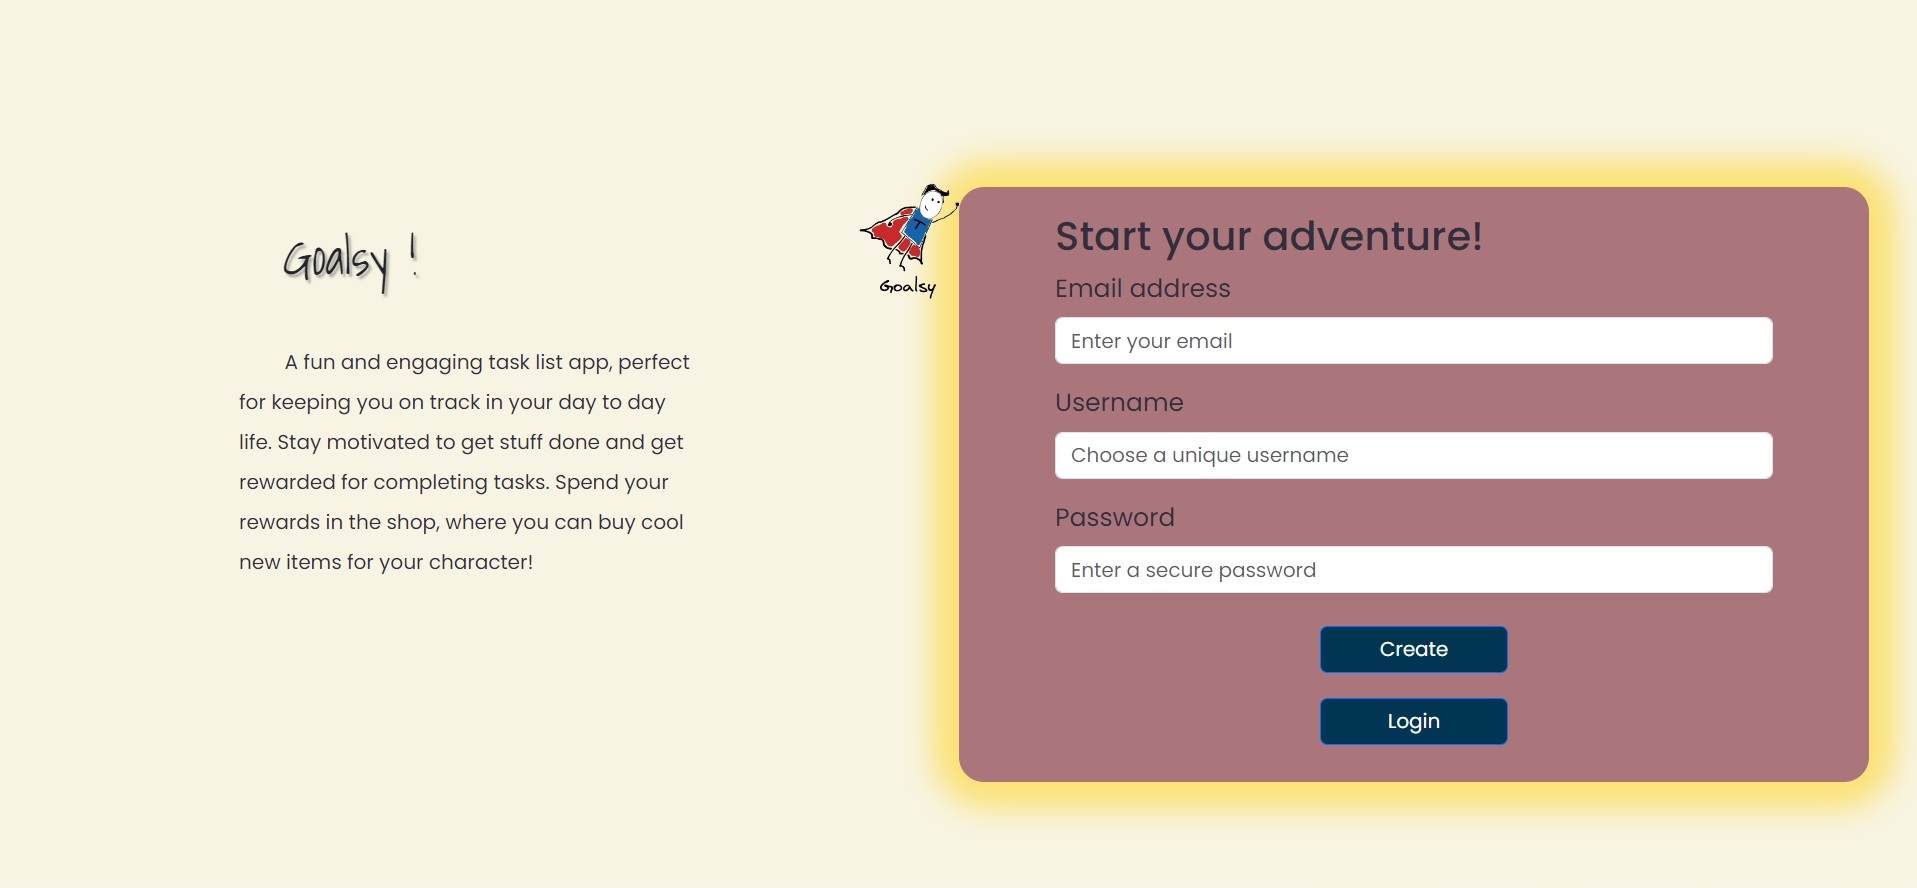 Goalsy !
A fun and engaging task list app, perfect
for keeping you on track in your day to day
life. Stay motivated to get stuff done and get
rewarded for completing tasks. Spend your
rewards in the shop, where you can buy cool
new items for your character!
T
Goalsy
Start your adventure!
Email address
Enter your email
Username
Choose a unique username
Password
Enter a secure password
Create
Login